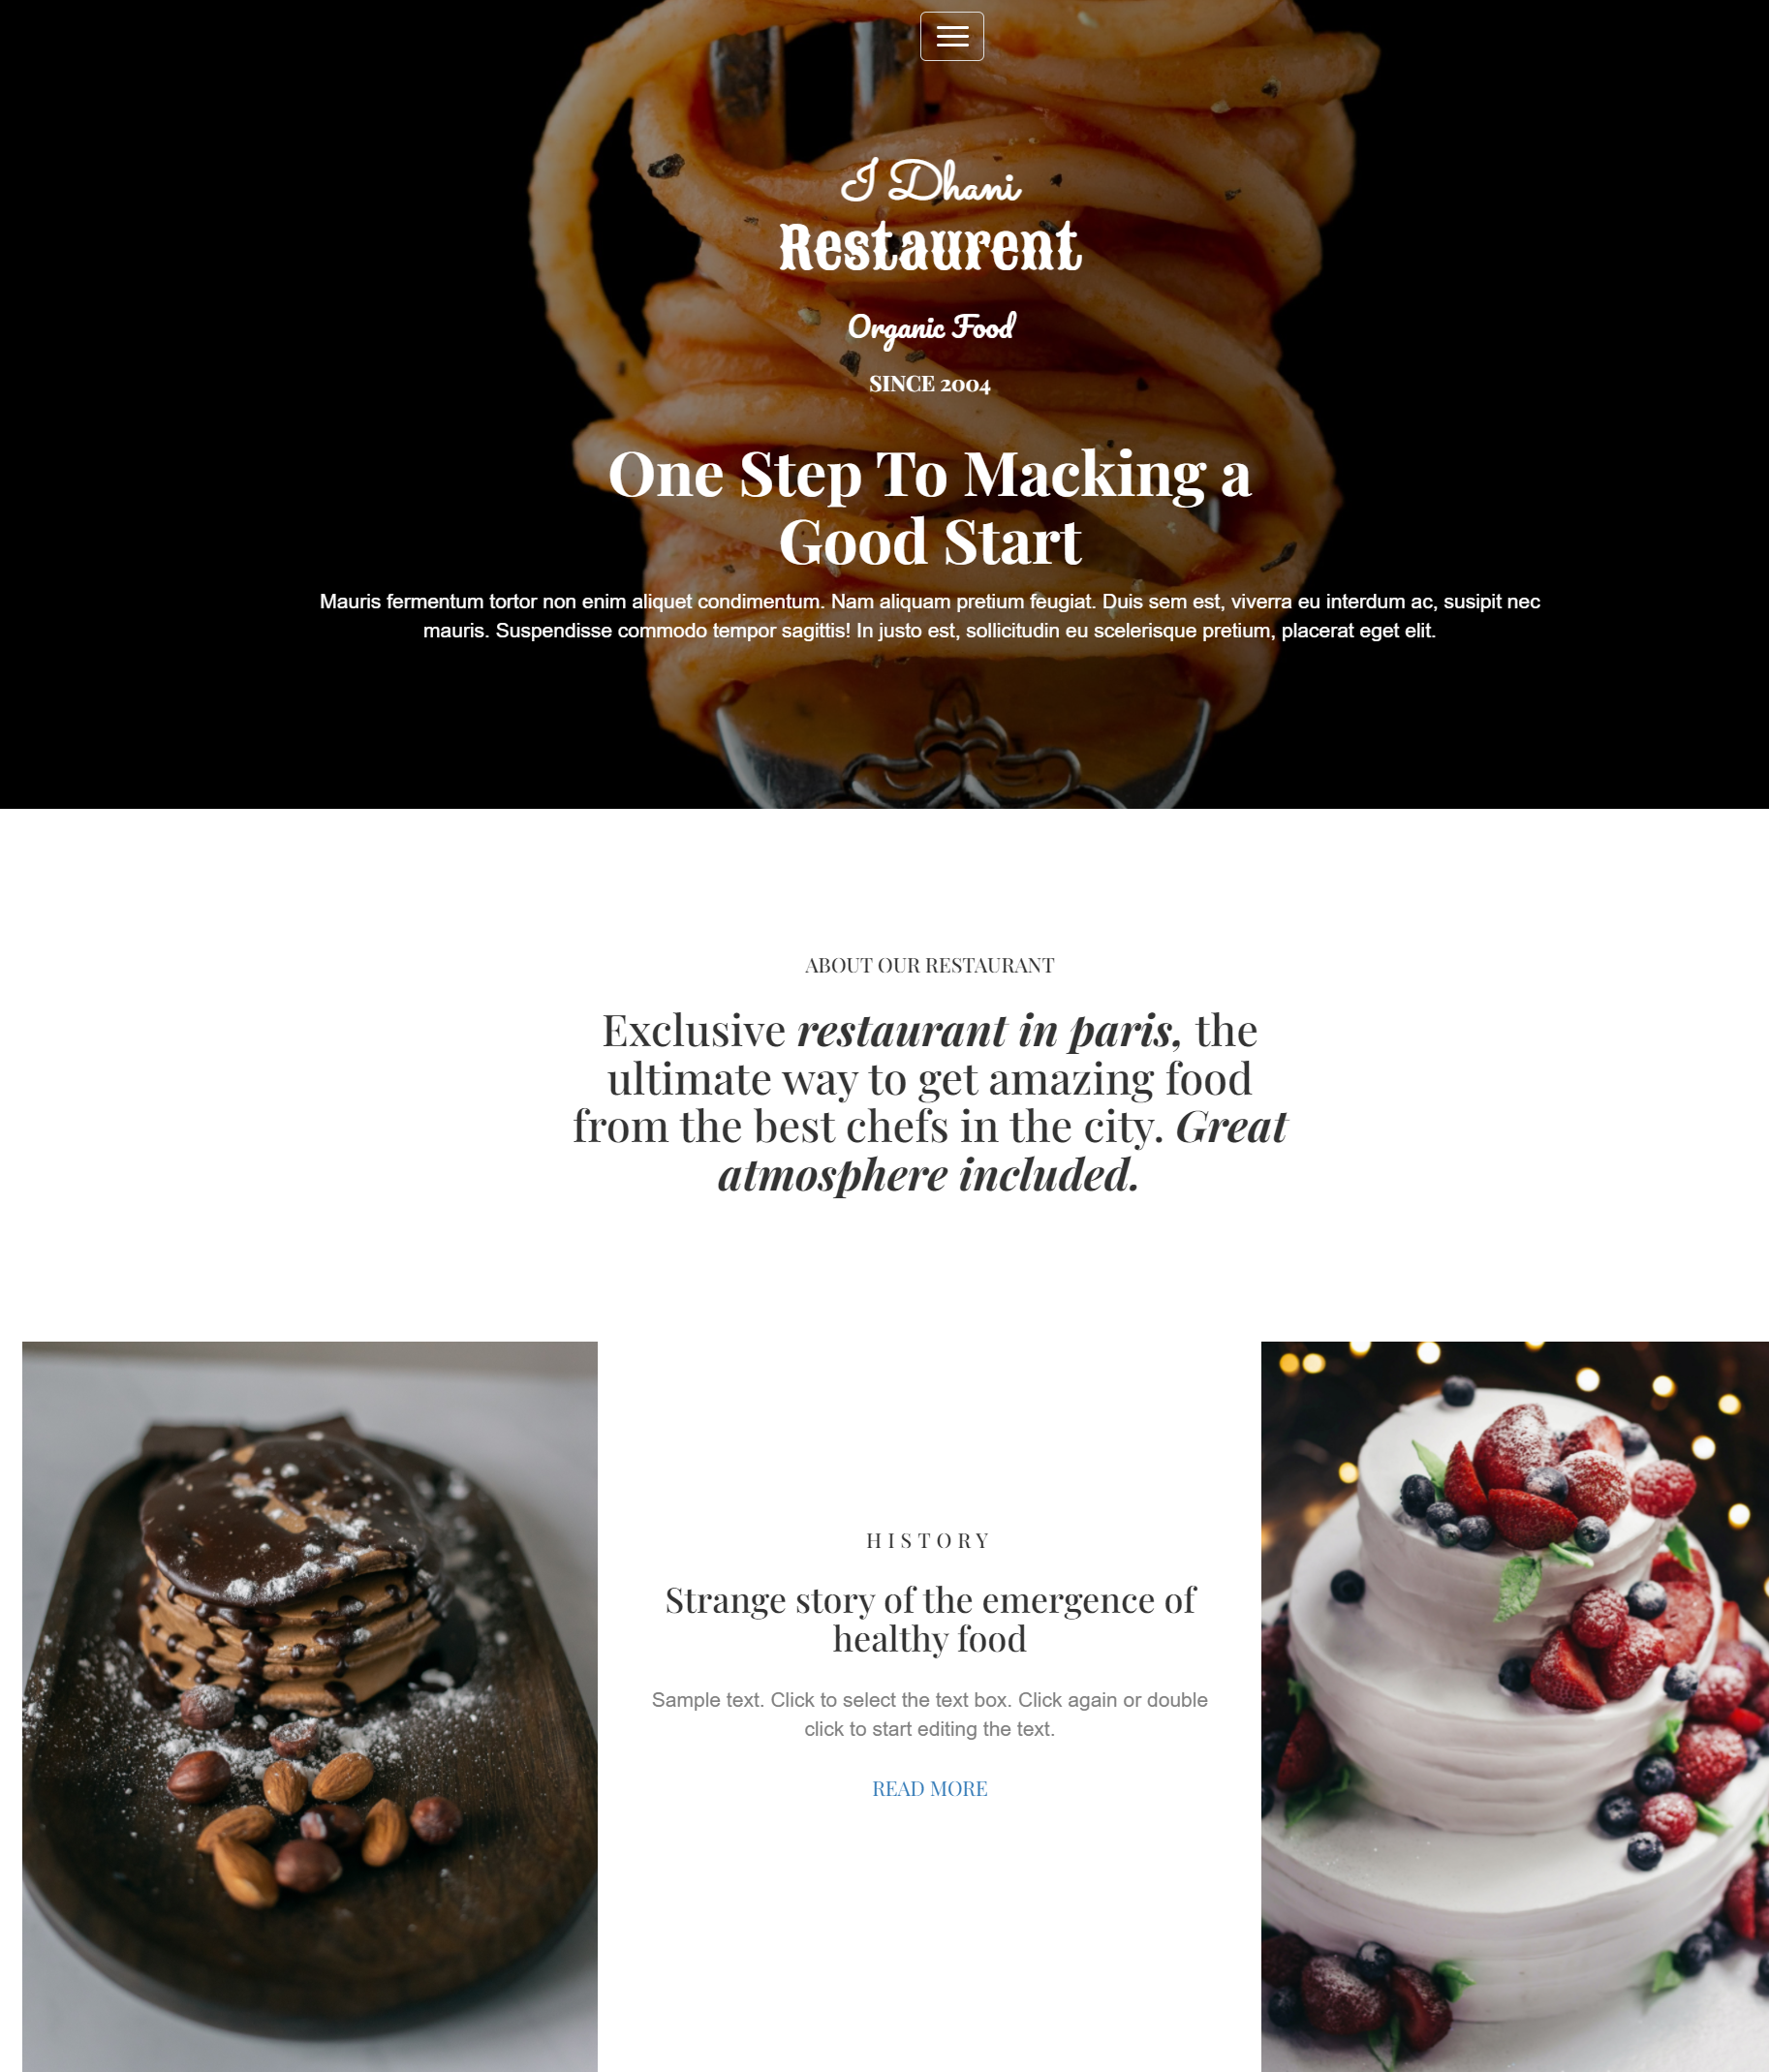 I Dhani
Restaurent
Organic Food
SINCE 2004
One Step To Macking a
Good Start
Mauris fermentum tortor non enim aliquet condimentum. Nam aliquam pretium feugiat. Duis sem est, viverra eu interdum ac, susipit nec
mauris. Suspendisse commodo tempor sagittis! In justo est, sollicitudin eu scelerisque pretium, placerat eget elit.
ABOUT OUR RESTAURANT
Exclusive restaurant in paris, the
ultimate way to get amazing food
from the best chefs in the city. Great
atmosphere included.
HISTORY
Strange story of the emergence of
healthy food
Sample text. Click to select the text box. Click again or double
click to start editing the text.
READ MORE